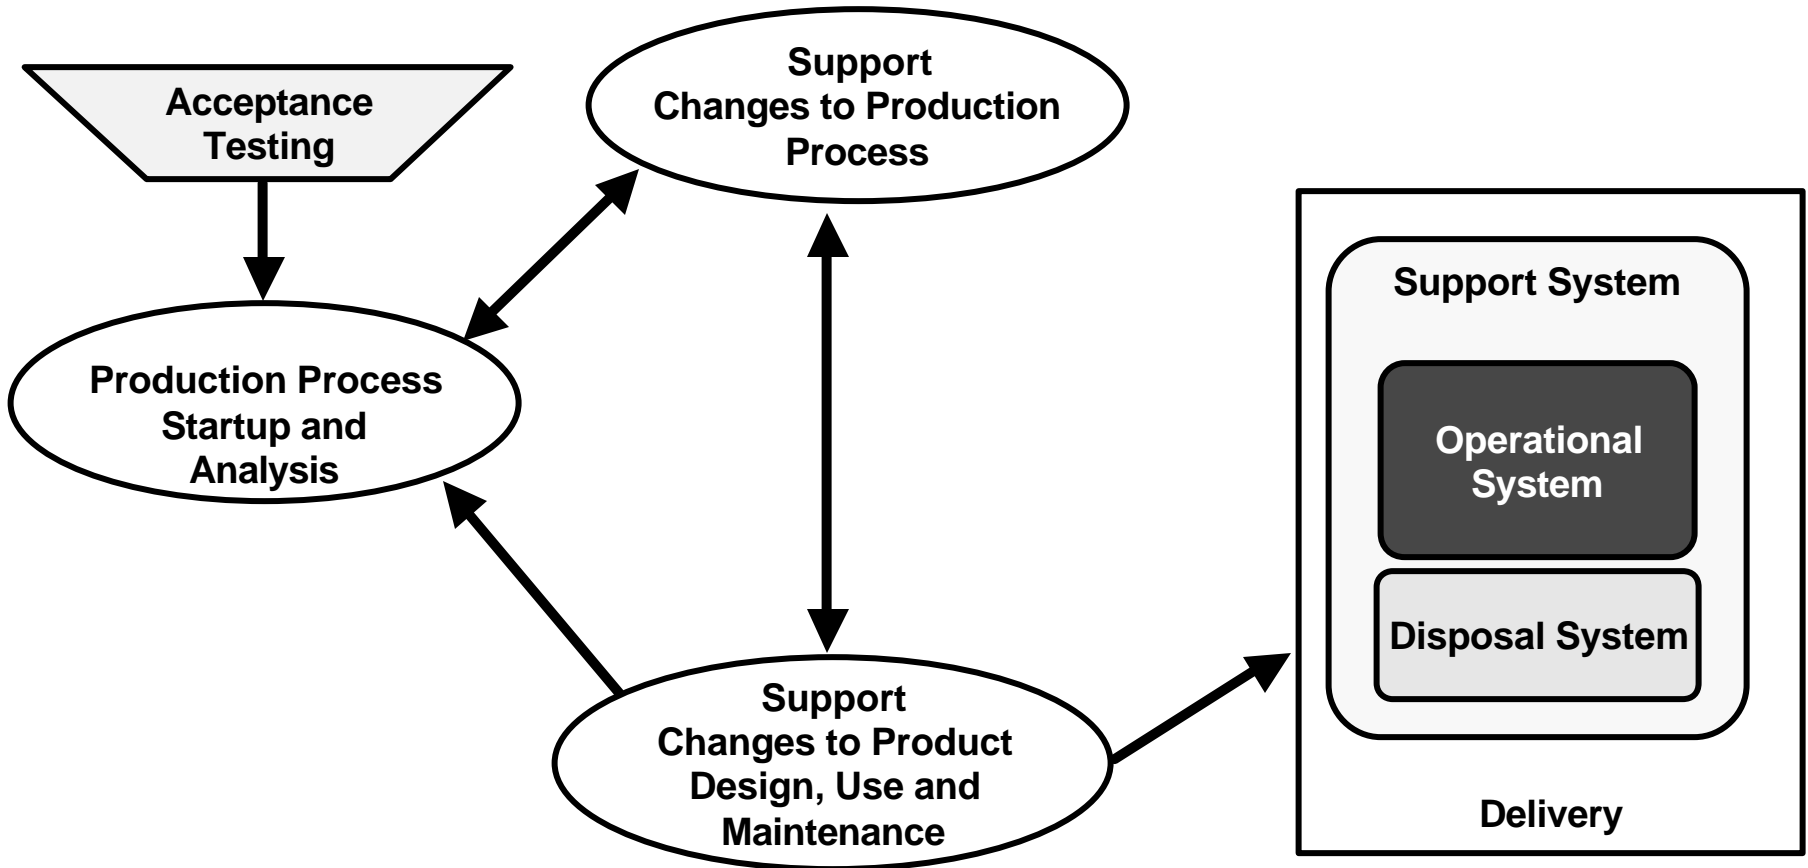 Acceptance
Testing
Support
Changes to Production
Process
Production Process
Startup and
Analysis
Support
Changes to Product
Design, Use and
Maintenance
Support System
Operational
System
Disposal System
Delivery